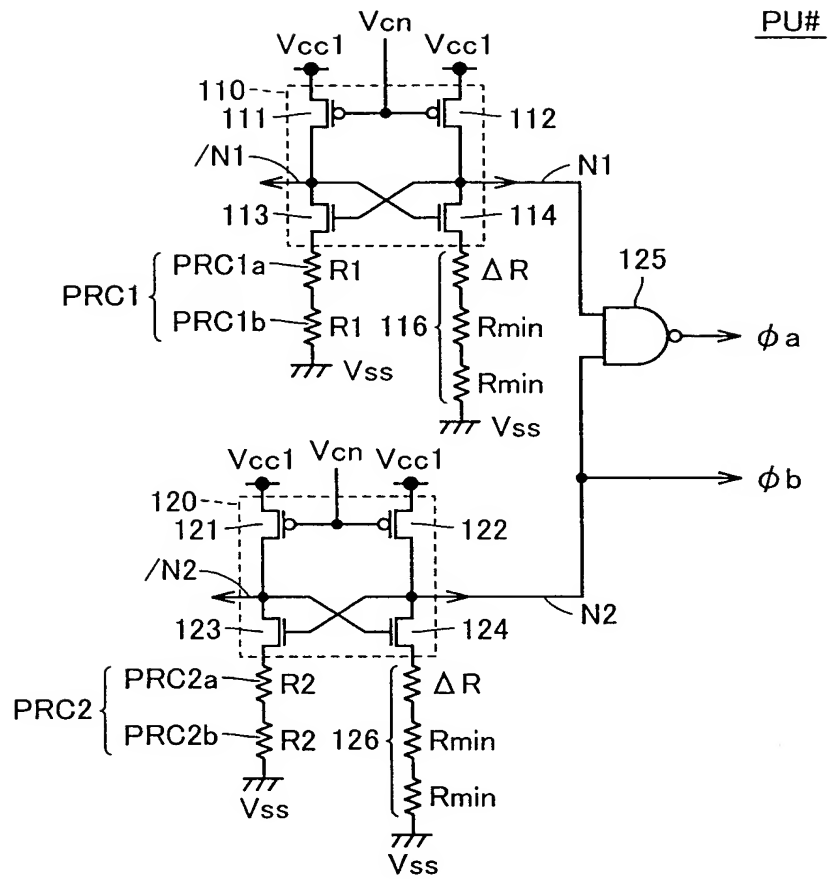 PU#
Vcn
Vcc1 Vcc1
110
111 112
/N1 N1
113 114
125
PRC1 PRC1a R1 ΔR
PRC1b R1 116 Rmin
Vss Rmin
Vss
ϕa
Vcn
Vcc1 Vcc1
ϕb
120
121 122
/N2 N2
123 124
PRC2 PRC2a R2 ΔR
PRC2b R2 126 Rmin
Vss Rmin
Vss